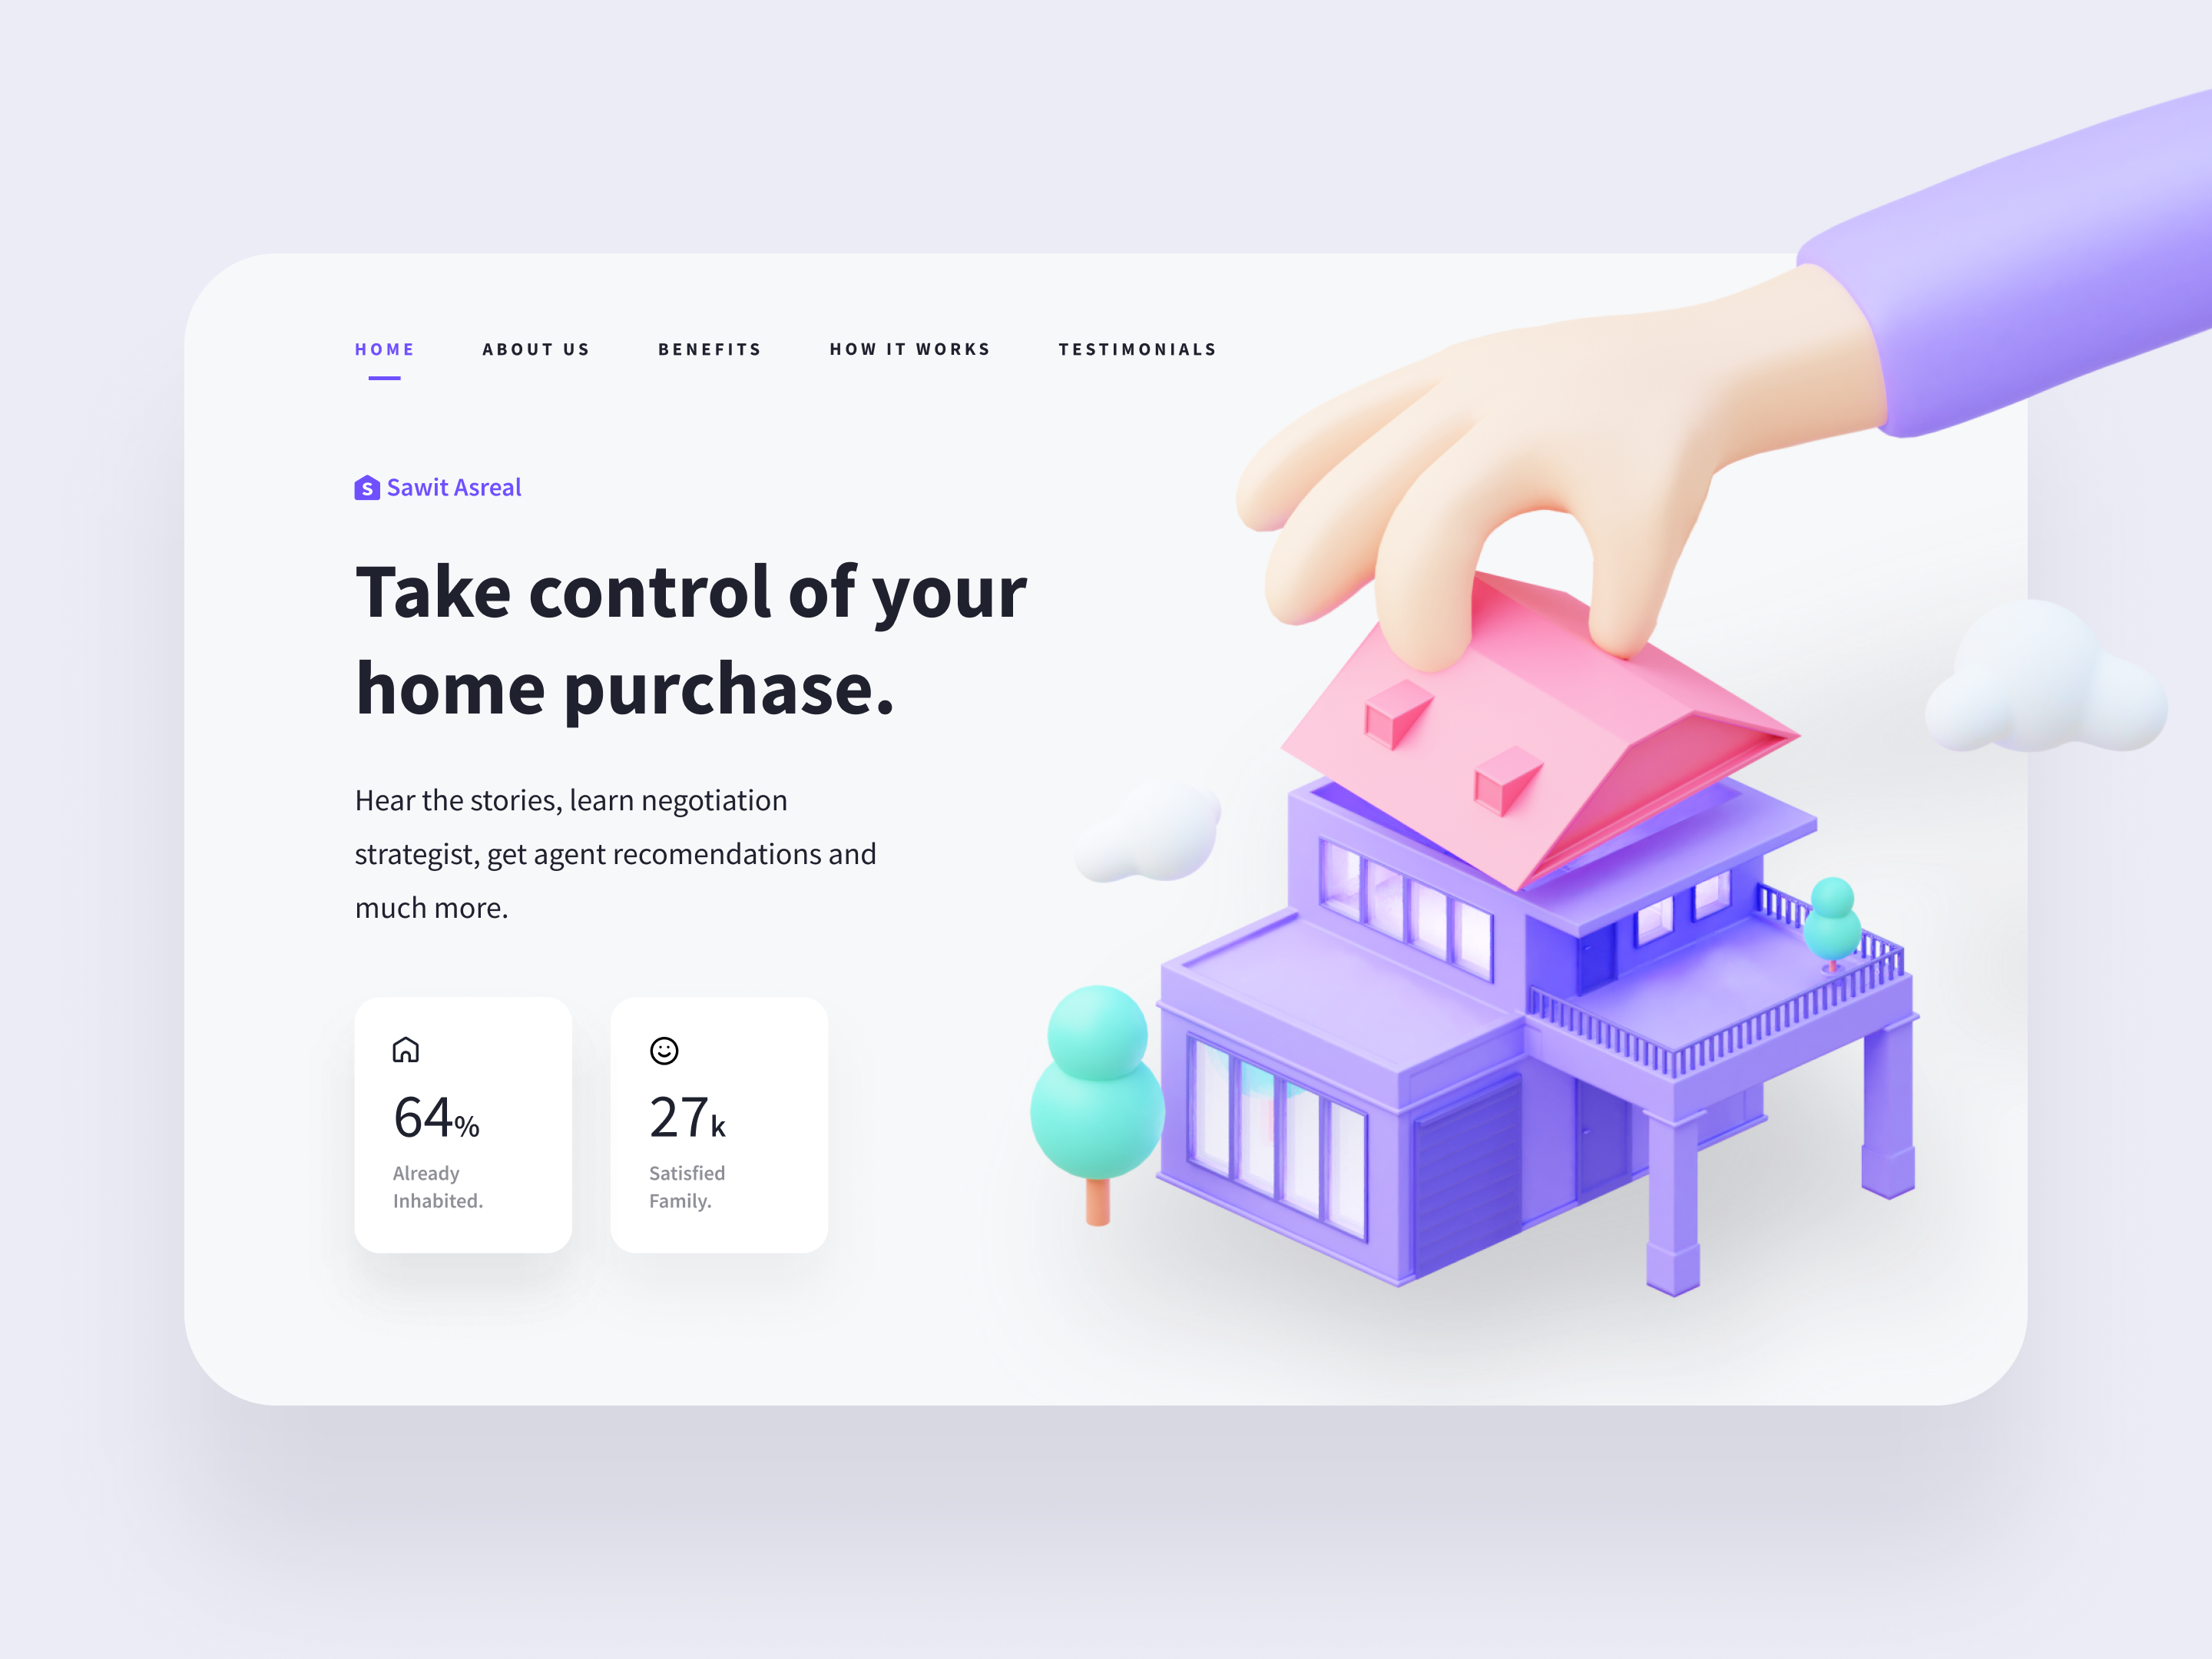 HOME ABOUT US BENEFITS HOW IT WORKS TESTIMONIALS
S Sawit Asreal
Take control of your
home purchase.
Hear the stories, learn negotiation
strategist, get agent recomendations and
much more.
64% 27k
Already Satisfied
Inhabited. Family.